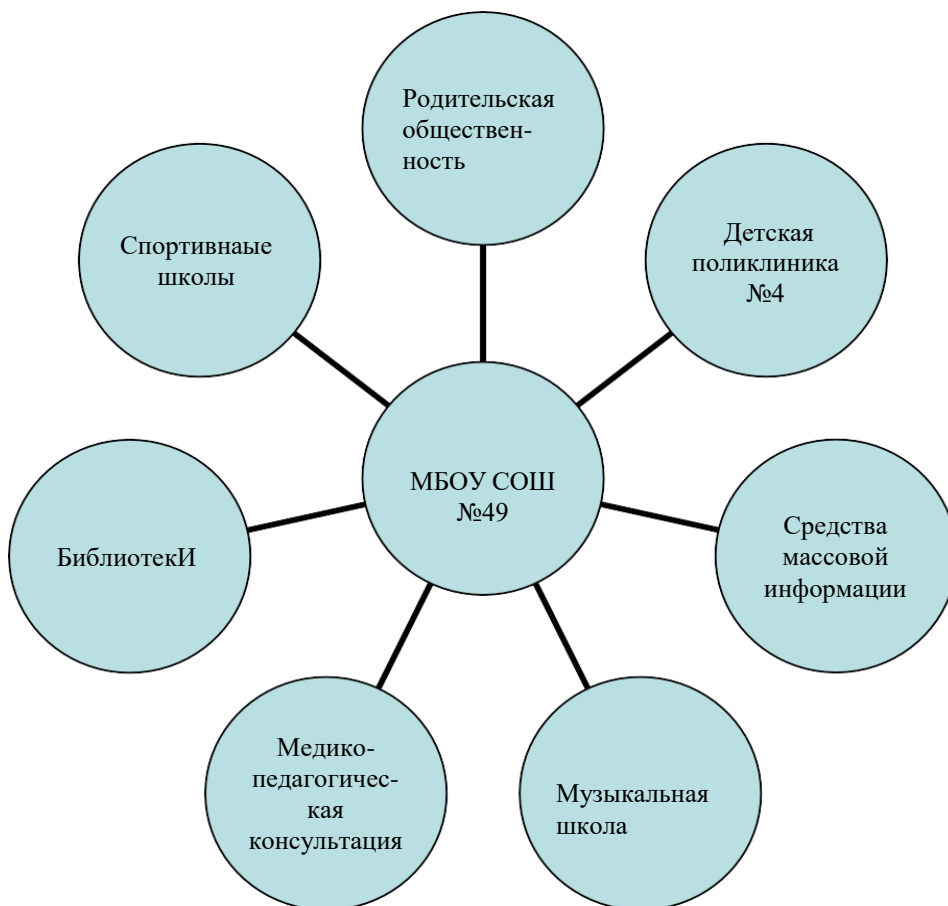 Родительская
обществен-
ность
Спортивнаые
школы
Детская
поликлиника
№4
МБОУ СОШ
№49
БиблиотекИ
Средства
массовой
информации
Медико-
педагогичес-
кая
консультация
Музыкальная
школа